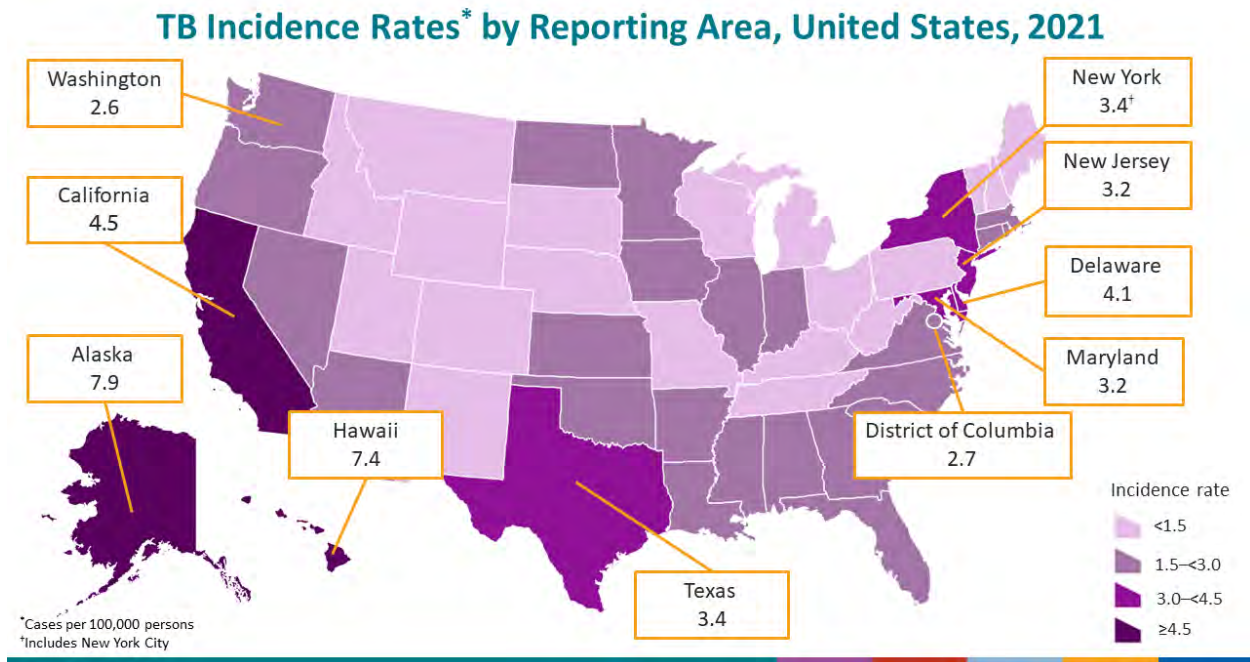 TB Incidence Rates* by Reporting Area, United States, 2021
Washington
2.6
California
4.5
Alaska
7.9
Hawaii
7.4
Texas
3.4
New York
3.4†
New Jersey
3.2
Delaware
4.1
Maryland
3.2
District of Columbia
2.7
Incidence rate
<1.5
1.5–<3.0
3.0–<4.5
≥4.5
*Cases per 100,000 persons
†Includes New York City